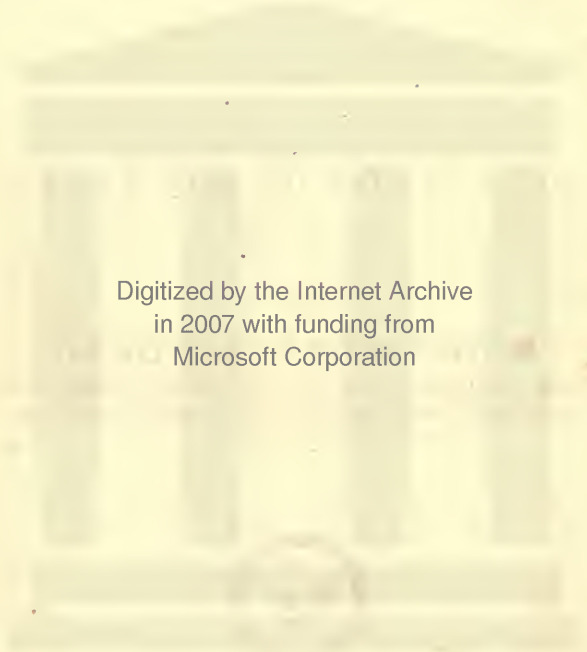 Digitized by the Internet Archive
in 2007 with funding from
Microsoft Corporation